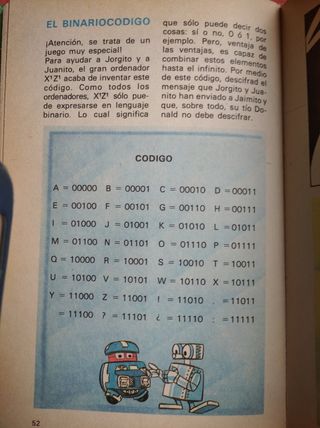 EL BINARIOCODIGO
¡Atención, se trata de un
juego muy especial!
Para ayudar a Jorgito y a
Juanito, el gran ordenador
X¹Z¹ acaba de inventar este
código. Como todos los
ordenadores, X¹Z¹ sólo pue-
de expresarse en lenguaje
binario. Lo cual significa
que sólo puede decir dos
cosas: sí o no, 0 ó 1, por
ejemplo. Pero, ventaja de
las ventajas, es capaz de
combinar estos elementos
hasta el infinito. Por medio
de este código, descifrad el
mensaje que Jorgito y Jua-
nito han enviado a Jaimito y
que, sobre todo, su tío Do-
nald no debe descifrar.
CODIGO
A = 00000 B = 00001 C = 00010 D = 00011
E = 00100 F = 00101 G = 00110 H = 00111
I = 01000 J = 01001 K = 01010 L = 01011
M = 01100 N = 01101 O = 01110 P = 01111
Q = 10000 R = 10001 S = 10010 T = 10011
U = 10100 V = 10101 W = 10110 X = 10111
Y = 11000 Z = 11001 ! = 11010 . = 11011
= 11100 ? = 11101 ¿ = 11110 : = 11111
52